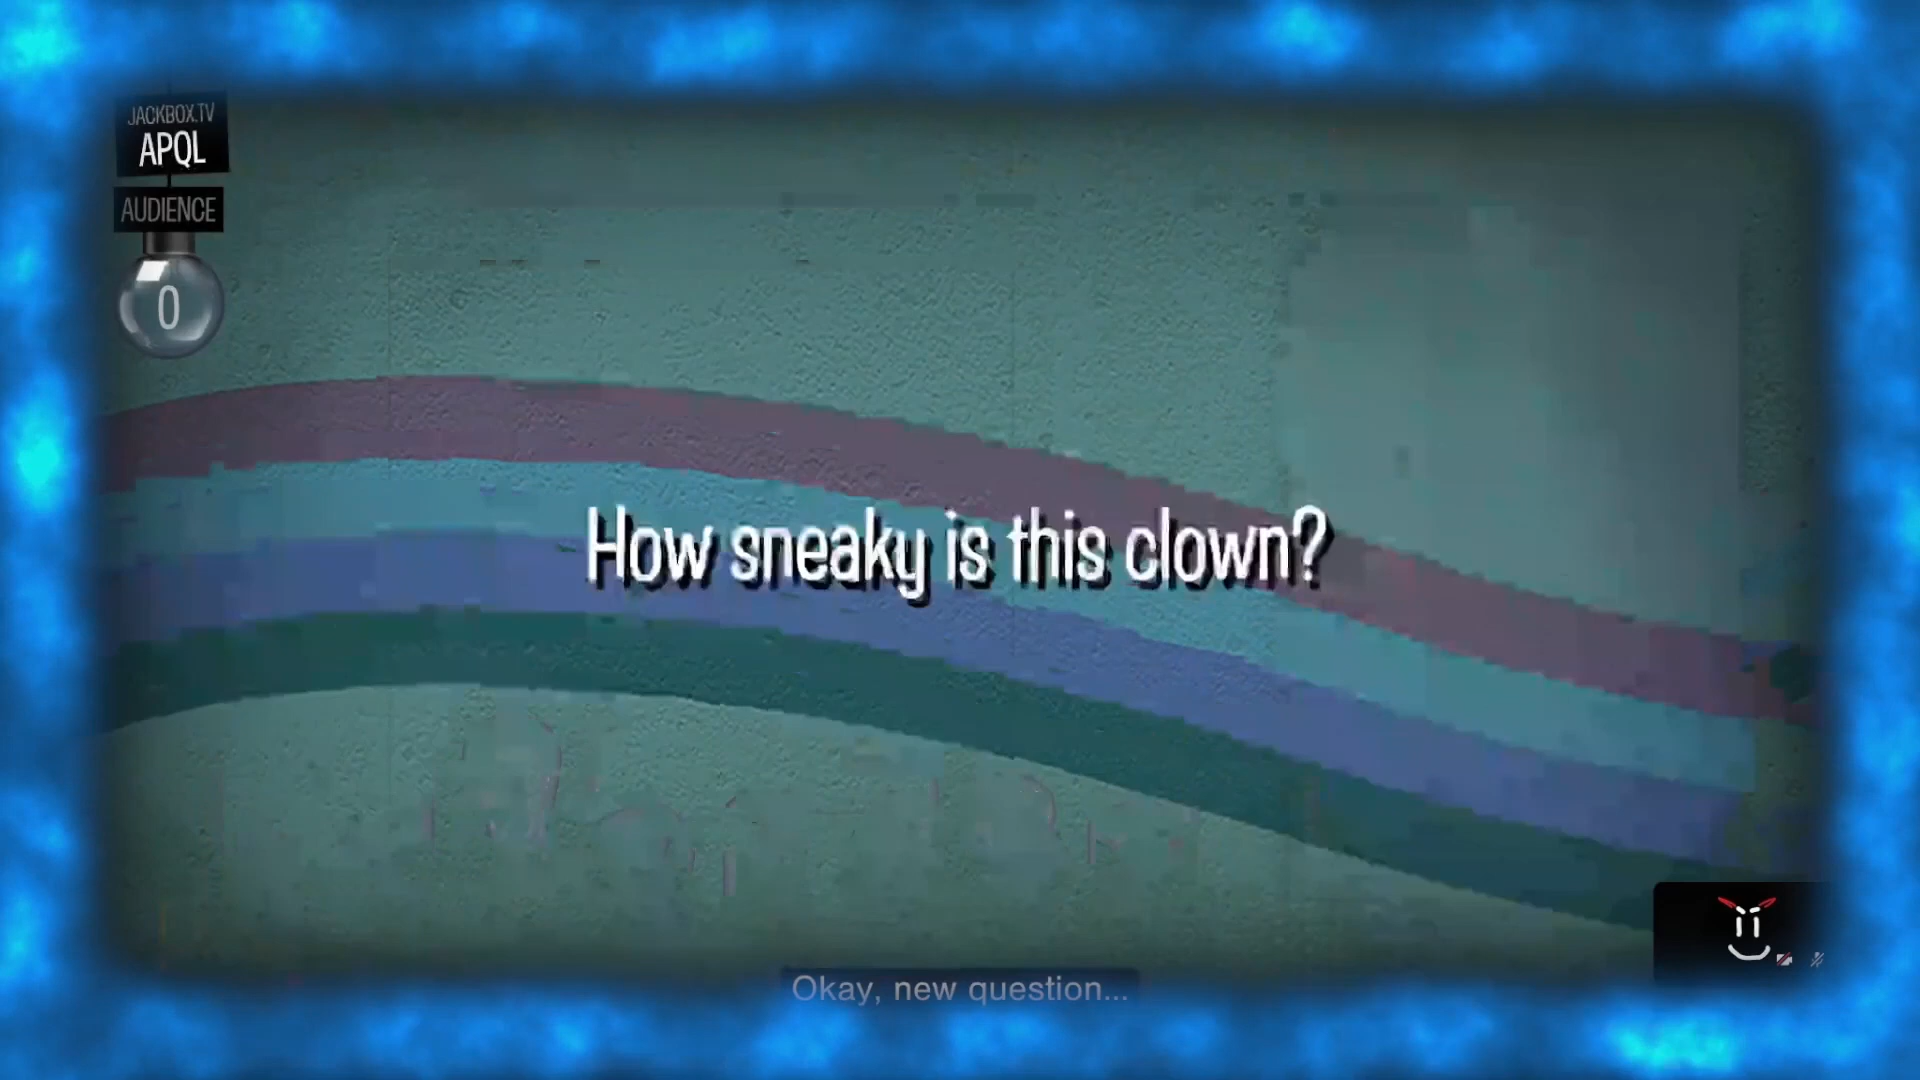 JACKBOX.TV
APQL
AUDIENCE
0
How sneaky is this clown?
Okay, new question...